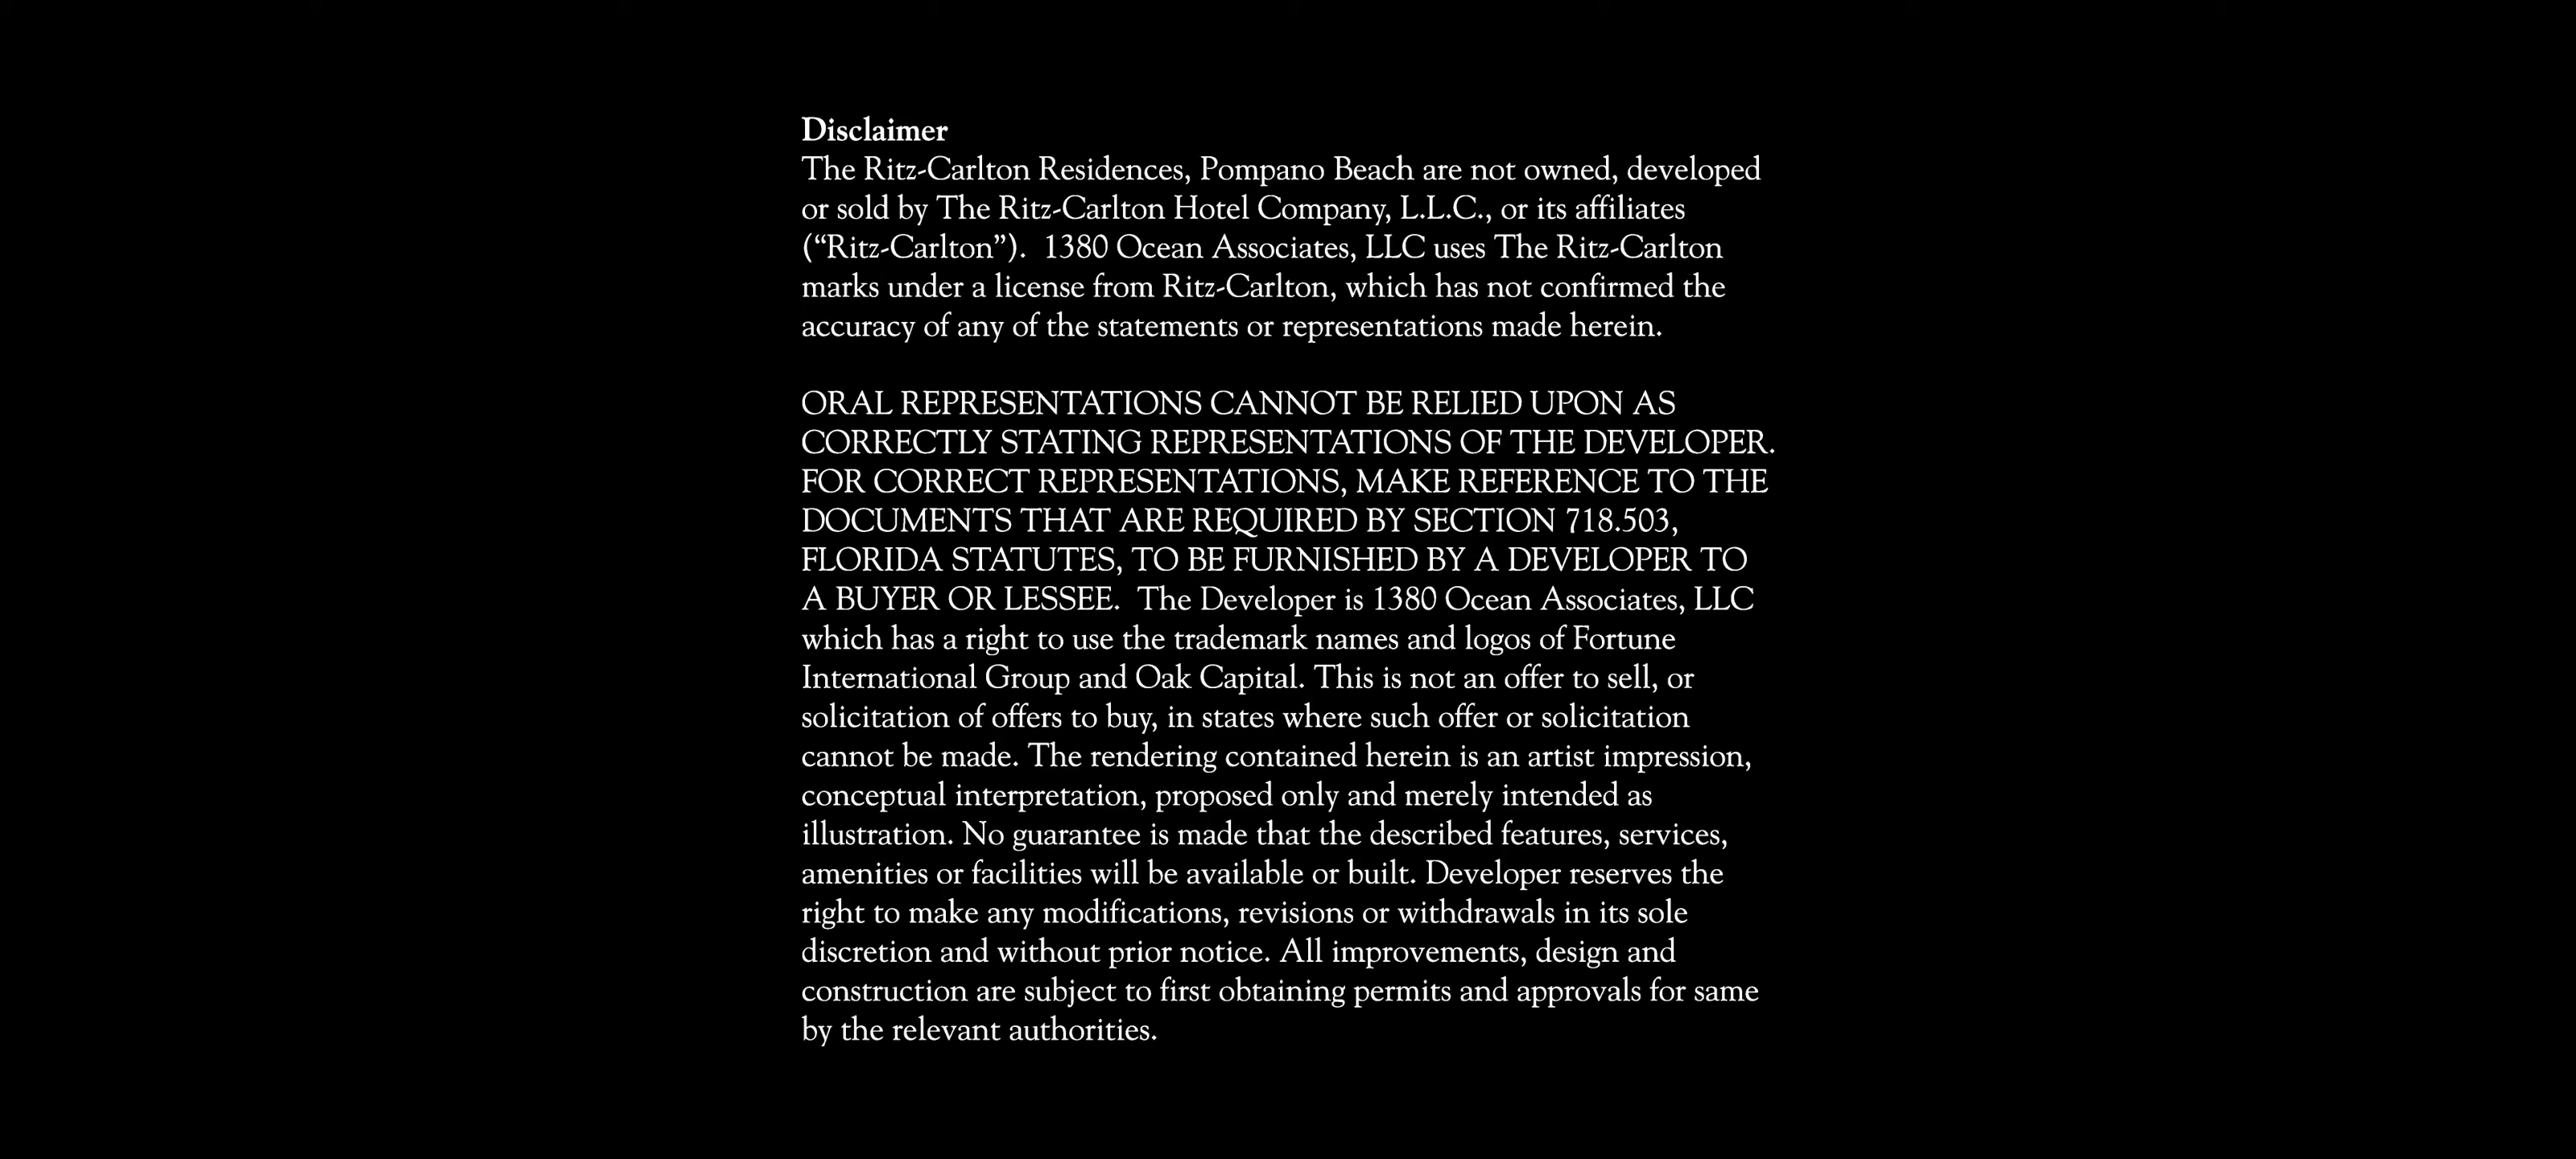 Disclaimer
The Ritz-Carlton Residences, Pompano Beach are not owned, developed
or sold by The Ritz-Carlton Hotel Company, L.L.C., or its affiliates
(“Ritz-Carlton”).  1380 Ocean Associates, LLC uses The Ritz-Carlton
marks under a license from Ritz-Carlton, which has not confirmed the
accuracy of any of the statements or representations made herein.

ORAL REPRESENTATIONS CANNOT BE RELIED UPON AS
CORRECTLY STATING REPRESENTATIONS OF THE DEVELOPER.
FOR CORRECT REPRESENTATIONS, MAKE REFERENCE TO THE
DOCUMENTS THAT ARE REQUIRED BY SECTION 718.503,
FLORIDA STATUTES, TO BE FURNISHED BY A DEVELOPER TO
A BUYER OR LESSEE.  The Developer is 1380 Ocean Associates, LLC
which has a right to use the trademark names and logos of Fortune
International Group and Oak Capital. This is not an offer to sell, or
solicitation of offers to buy, in states where such offer or solicitation
cannot be made. The rendering contained herein is an artist impression,
conceptual interpretation, proposed only and merely intended as
illustration. No guarantee is made that the described features, services,
amenities or facilities will be available or built. Developer reserves the
right to make any modifications, revisions or withdrawals in its sole
discretion and without prior notice. All improvements, design and
construction are subject to first obtaining permits and approvals for same
by the relevant authorities.